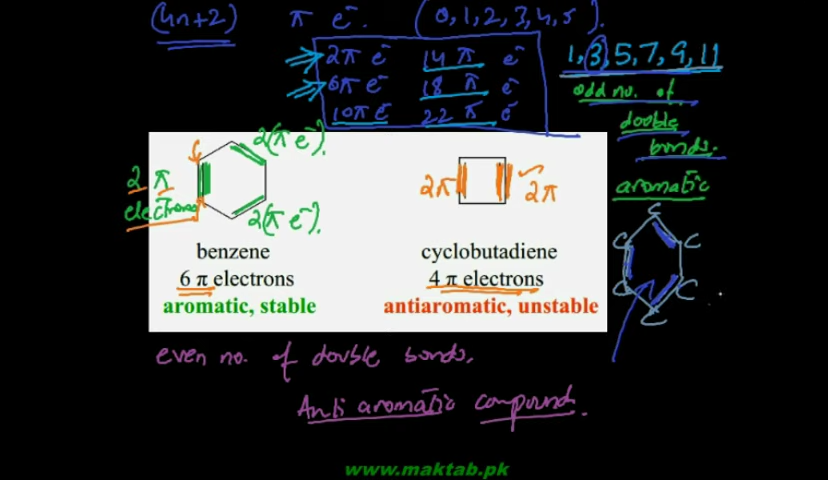 (4n+2) π e⁻. (0,1,2,3,4,5).
2π e⁻ 14 π e⁻
6π e⁻ 18 π e⁻
10π e⁻ 22 π e⁻
1, 3, 5, 7, 9, 11
odd no. of
double
bonds.
aromatic
2(π e⁻).
2 π
electrons
2(π e⁻).
2π
2π
benzene
6 π electrons
aromatic, stable
cyclobutadiene
4 π electrons
antiaromatic, unstable
C
C
C
C
C
C
even no. of double bonds.
Anti aromatic compound.
www.maktab.pk